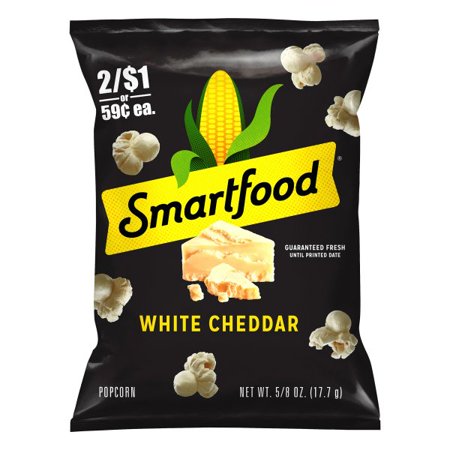 2/$1
or
59¢ ea.
Smartfood®
GUARANTEED FRESH
UNTIL PRINTED DATE
WHITE CHEDDAR
POPCORN
NET WT. 5/8 OZ. (17.7 g)